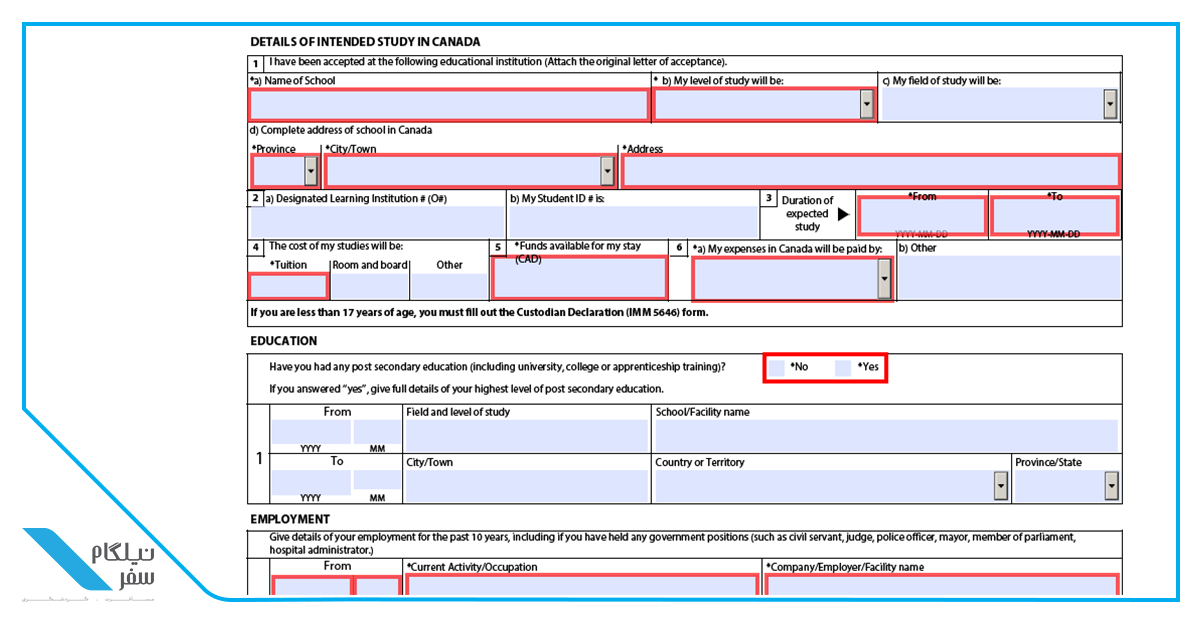 DETAILS OF INTENDED STUDY IN CANADA
1 I have been accepted at the following educational institution (Attach the original letter of acceptance).
*a) Name of School * b) My level of study will be: c) My field of study will be:
d) Complete address of school in Canada
*Province *City/Town *Address
2 a) Designated Learning Institution # (O#) b) My Student ID # is: 3 Duration of expected study *From *To
YYYY-MM-DD YYYY-MM-DD
4 The cost of my studies will be: 5 *Funds available for my stay (CAD) 6 *a) My expenses in Canada will be paid by: b) Other
*Tuition Room and board Other
If you are less than 17 years of age, you must fill out the Custodian Declaration (IMM 5646) form.
EDUCATION
Have you had any post secondary education (including university, college or apprenticeship training)? *No *Yes
If you answered “yes”, give full details of your highest level of post secondary education.
From Field and level of study School/Facility name
YYYY MM
1
To City/Town Country or Territory Province/State
YYYY MM
EMPLOYMENT
Give details of your employment for the past 10 years, including if you have held any government positions (such as civil servant, judge, police officer, mayor, member of parliament,
hospital administrator.)
From *Current Activity/Occupation *Company/Employer/Facility name
نیلگام
سفر